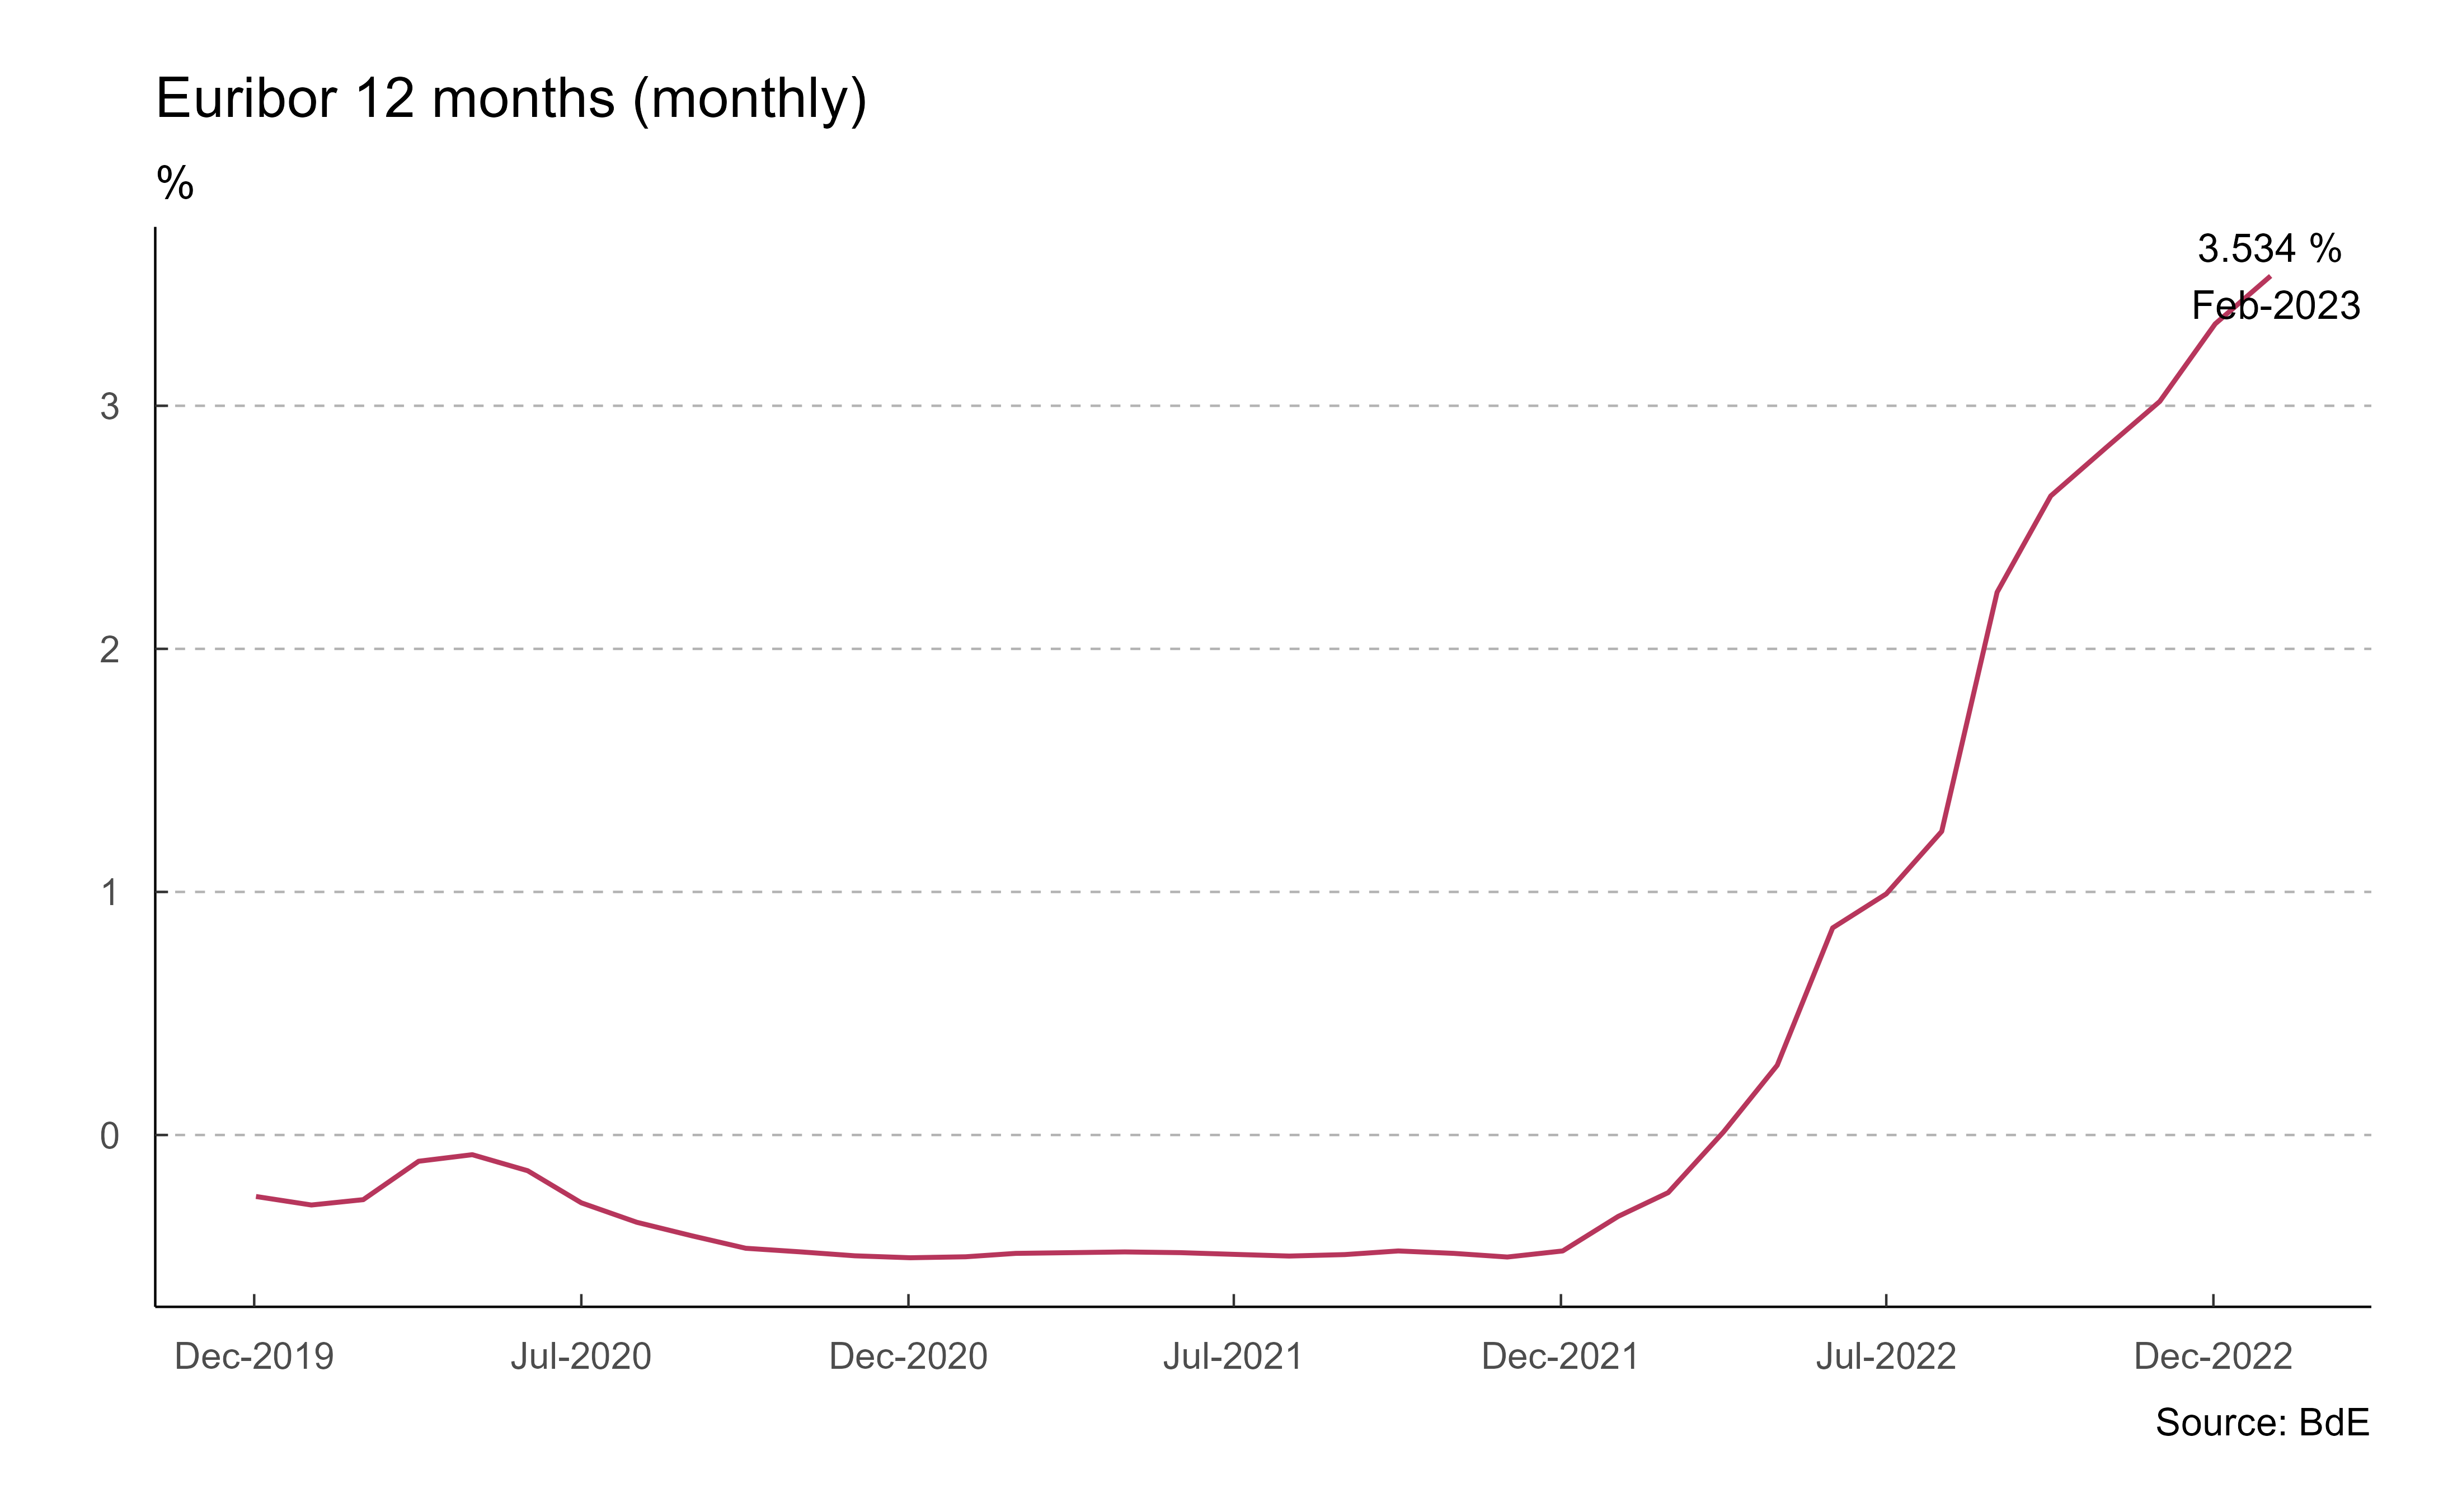 Euribor 12 months (monthly)
%
3.534 %
Feb-2023
3
2
1
0
Dec-2019
Jul-2020
Dec-2020
Jul-2021
Dec-2021
Jul-2022
Dec-2022
Source: BdE